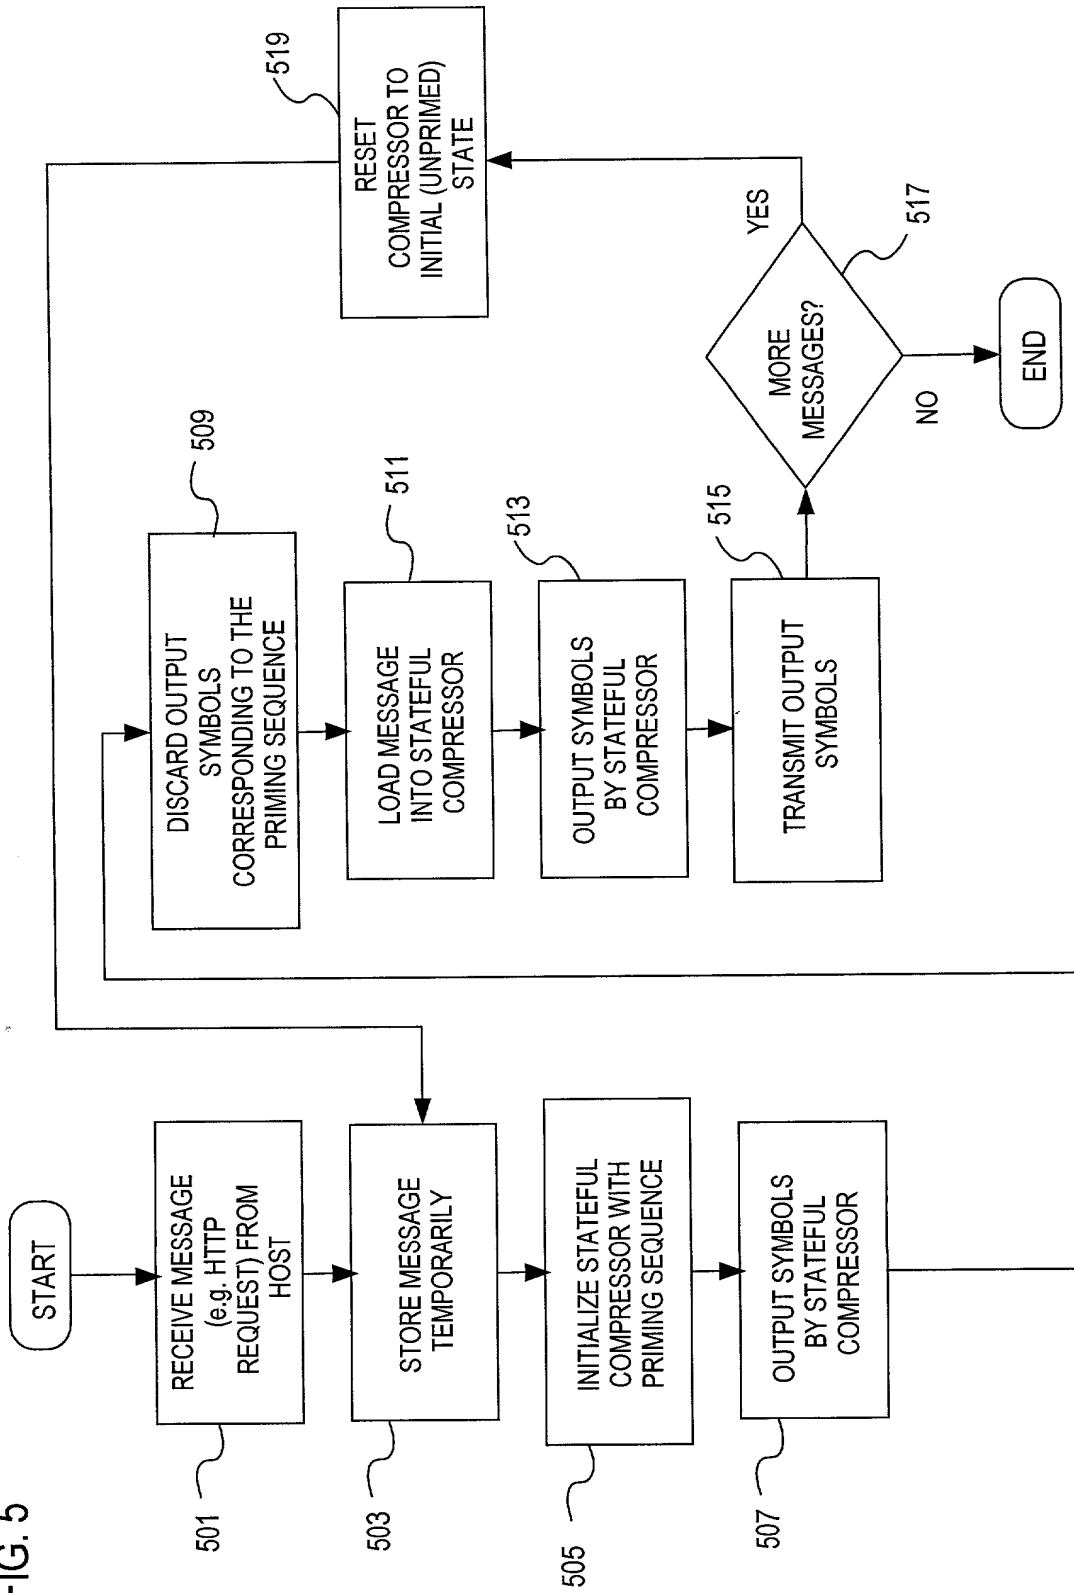 FIG. 5
START
RECEIVE MESSAGE
(e.g. HTTP
REQUEST) FROM
HOST
501
STORE MESSAGE
TEMPORARILY
503
INITIALIZE STATEFUL
COMPRESSOR WITH
PRIMING SEQUENCE
505
OUTPUT SYMBOLS
BY STATEFUL
COMPRESSOR
507
DISCARD OUTPUT
SYMBOLS
CORRESPONDING TO THE
PRIMING SEQUENCE
509
LOAD MESSAGE
INTO STATEFUL
COMPRESSOR
511
OUTPUT SYMBOLS
BY STATEFUL
COMPRESSOR
513
TRANSMIT OUTPUT
SYMBOLS
515
MORE
MESSAGES?
517
YES
NO
RESET
COMPRESSOR TO
INITIAL (UNPRIMED)
STATE
519
END